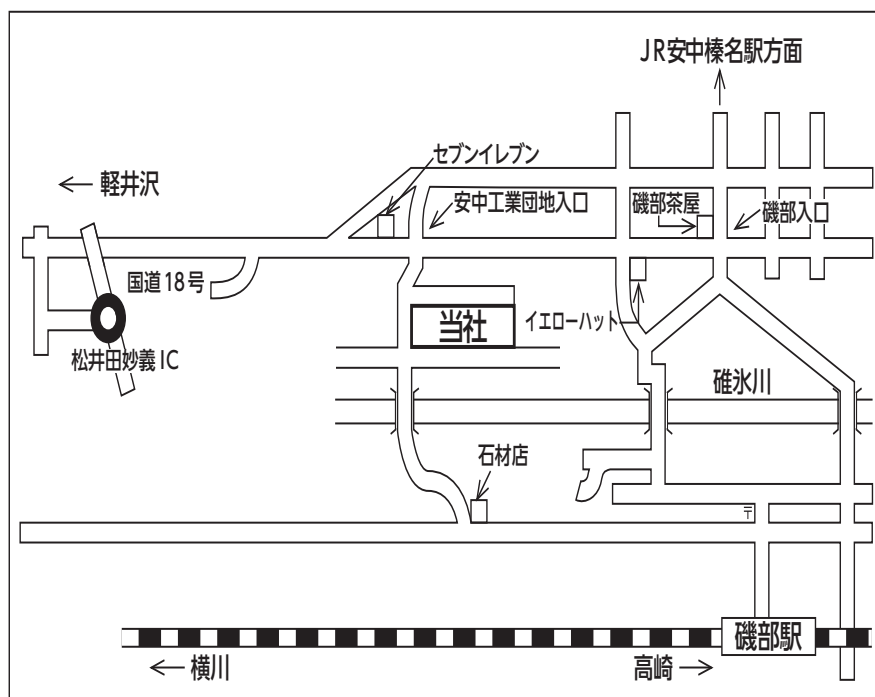 JR安中榛名駅方面
セブンイレブン
軽井沢
安中工業団地入口
磯部茶屋
磯部入口
国道18号
当社
イエローハット
松井田妙義IC
碓氷川
石材店
〒
磯部駅
横川
高崎